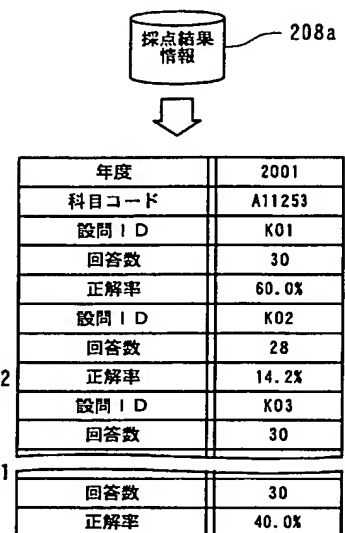 採点結果
情報
208a
年度 2001
科目コード A11253
設問ID K01
回答数 30
正解率 60.0%
設問ID K02
回答数 28
2
正解率 14.2%
設問ID K03
回答数 30
1
回答数 30
正解率 40.0%